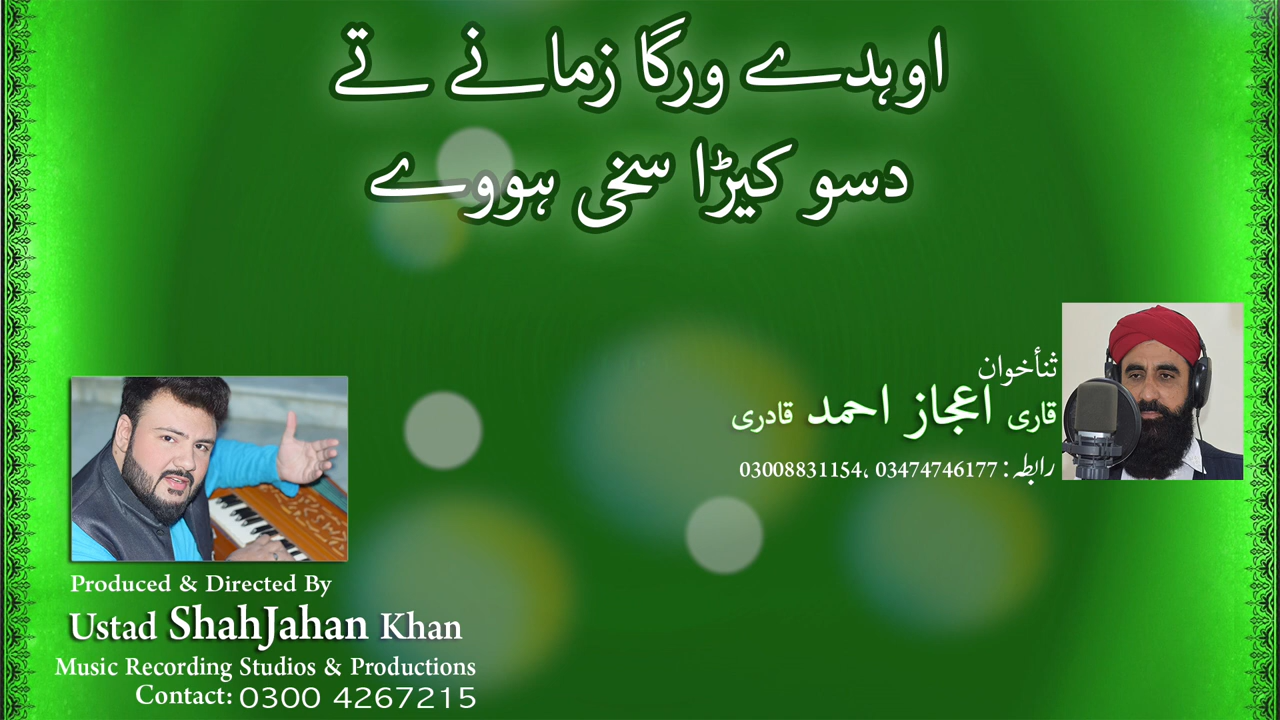 اوہدے ورگا زمانے تے
دسو کیڑا سخی ہووے
ثنأخوان
قاری اعجاز احمد قادری
رابطہ: 03474746177 ،03008831154
Produced & Directed By
Ustad ShahJahan Khan
Music Recording Studios & Productions
Contact: 0300 4267215